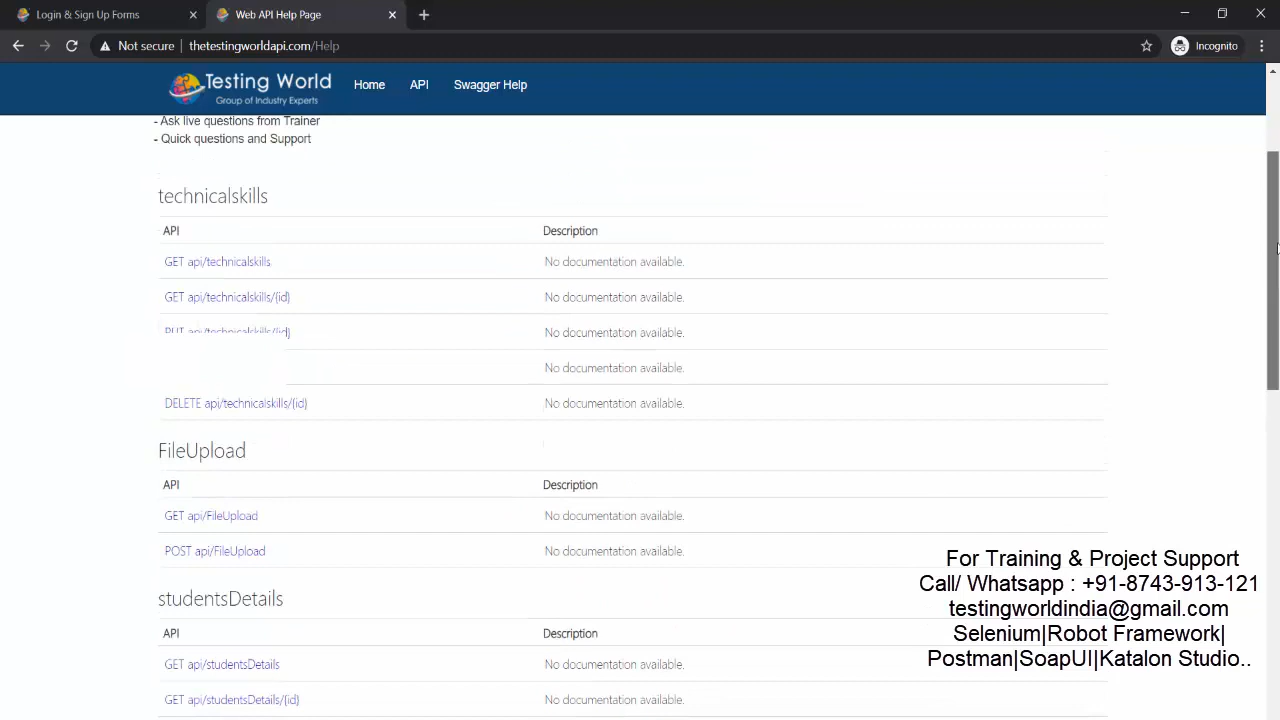 Login & Sign Up Forms
Web API Help Page
Not secure
thetestingworldapi.com/Help
Incognito
Testing World
Group of Industry Experts
Home
API
Swagger Help
- Ask live questions from Trainer
- Quick questions and Support
technicalskills
API Description
GET api/technicalskills No documentation available.
GET api/technicalskills/{id} No documentation available.
PUT api/technicalskills/{id} No documentation available.
No documentation available.
DELETE api/technicalskills/{id} No documentation available.
FileUpload
API Description
GET api/FileUpload No documentation available.
POST api/FileUpload No documentation available.
studentsDetails
API Description
GET api/studentsDetails No documentation available.
GET api/studentsDetails/{id} No documentation available.
For Training & Project Support
Call/ Whatsapp : +91-8743-913-121
testingworldindia@gmail.com
Selenium|Robot Framework|
Postman|SoapUI||Katalon Studio..